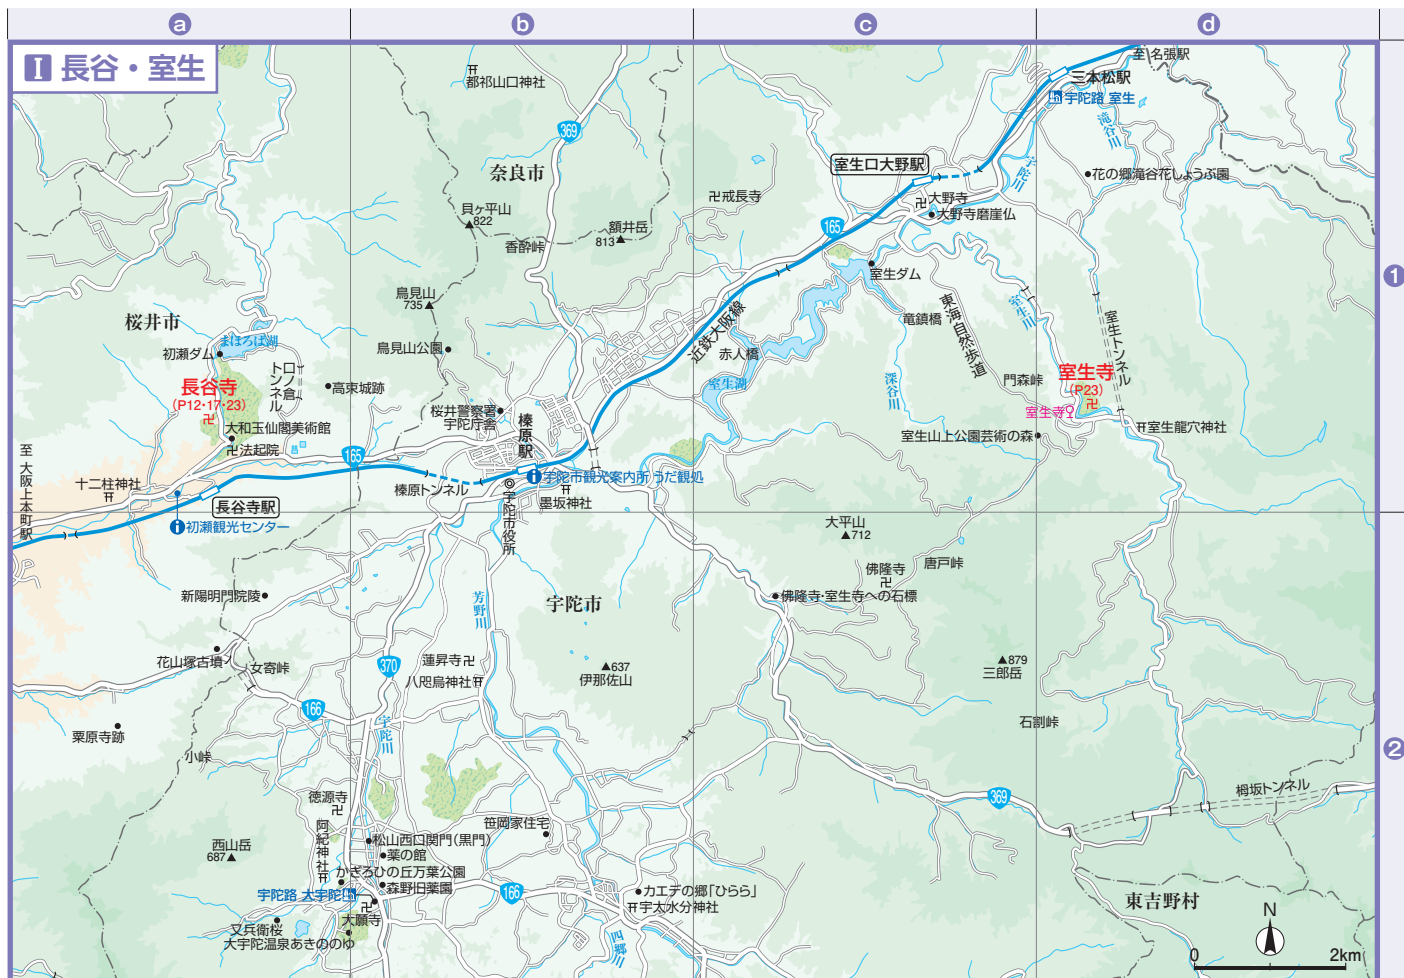 a
b
c
d
I 長谷・室生
1
2
至 名張駅
三本松駅
宇陀路 室生
都祁山口神社
滝谷川
369
奈良市
室生口大野駅
宇陀川
花の郷滝谷花しょうぶ園
卍戒長寺
大野寺
卍
大野寺磨崖仏
貝ヶ平山
822
額井岳
813
165
香酔峠
室生ダム
鳥見山
735
東海自然歩道
室生川
室生トンネル
竜鎮橋
桜井市
まほろば湖
初瀬ダム
鳥見山公園
近鉄大阪線
赤人橋
室生湖
深谷川
門森峠
室生寺
(P23)
卍
室生寺
長谷寺
(P12・17・23)
卍
口ノ倉トンネル
高束城跡
桜井警察署
宇陀庁舎
榛原駅
大和玉仙閣美術館
卍法起院
室生山上公園芸術の森
室生龍穴神社
165
至 大阪上本町駅
十二柱神社
長谷寺駅
初瀬観光センター
榛原トンネル
宇陀市観光案内所 うだ観処
墨坂神社
宇陀市役所
大平山
712
佛隆寺
卍
唐戸峠
佛隆寺・室生寺への石標
新陽明門院陵
芳野川
宇陀市
花山塚古墳
女寄峠
370
蓮昇寺卍
八咫烏神社
637
伊那佐山
879
三郎岳
166
宇陀川
石割峠
栗原寺跡
小峠
369
栂坂トンネル
徳源寺
卍
阿紀神社
松山西口関門(黒門)
薬の館
笹岡家住宅
西山岳
687
かぎろひの丘万葉公園
森野旧薬園
宇陀路 大宇陀
166
カエデの郷「ひらら」
宇太水分神社
卍
大願寺
又兵衛桜
大宇陀温泉あきののゆ
四郷川
東吉野村
N
0
2km